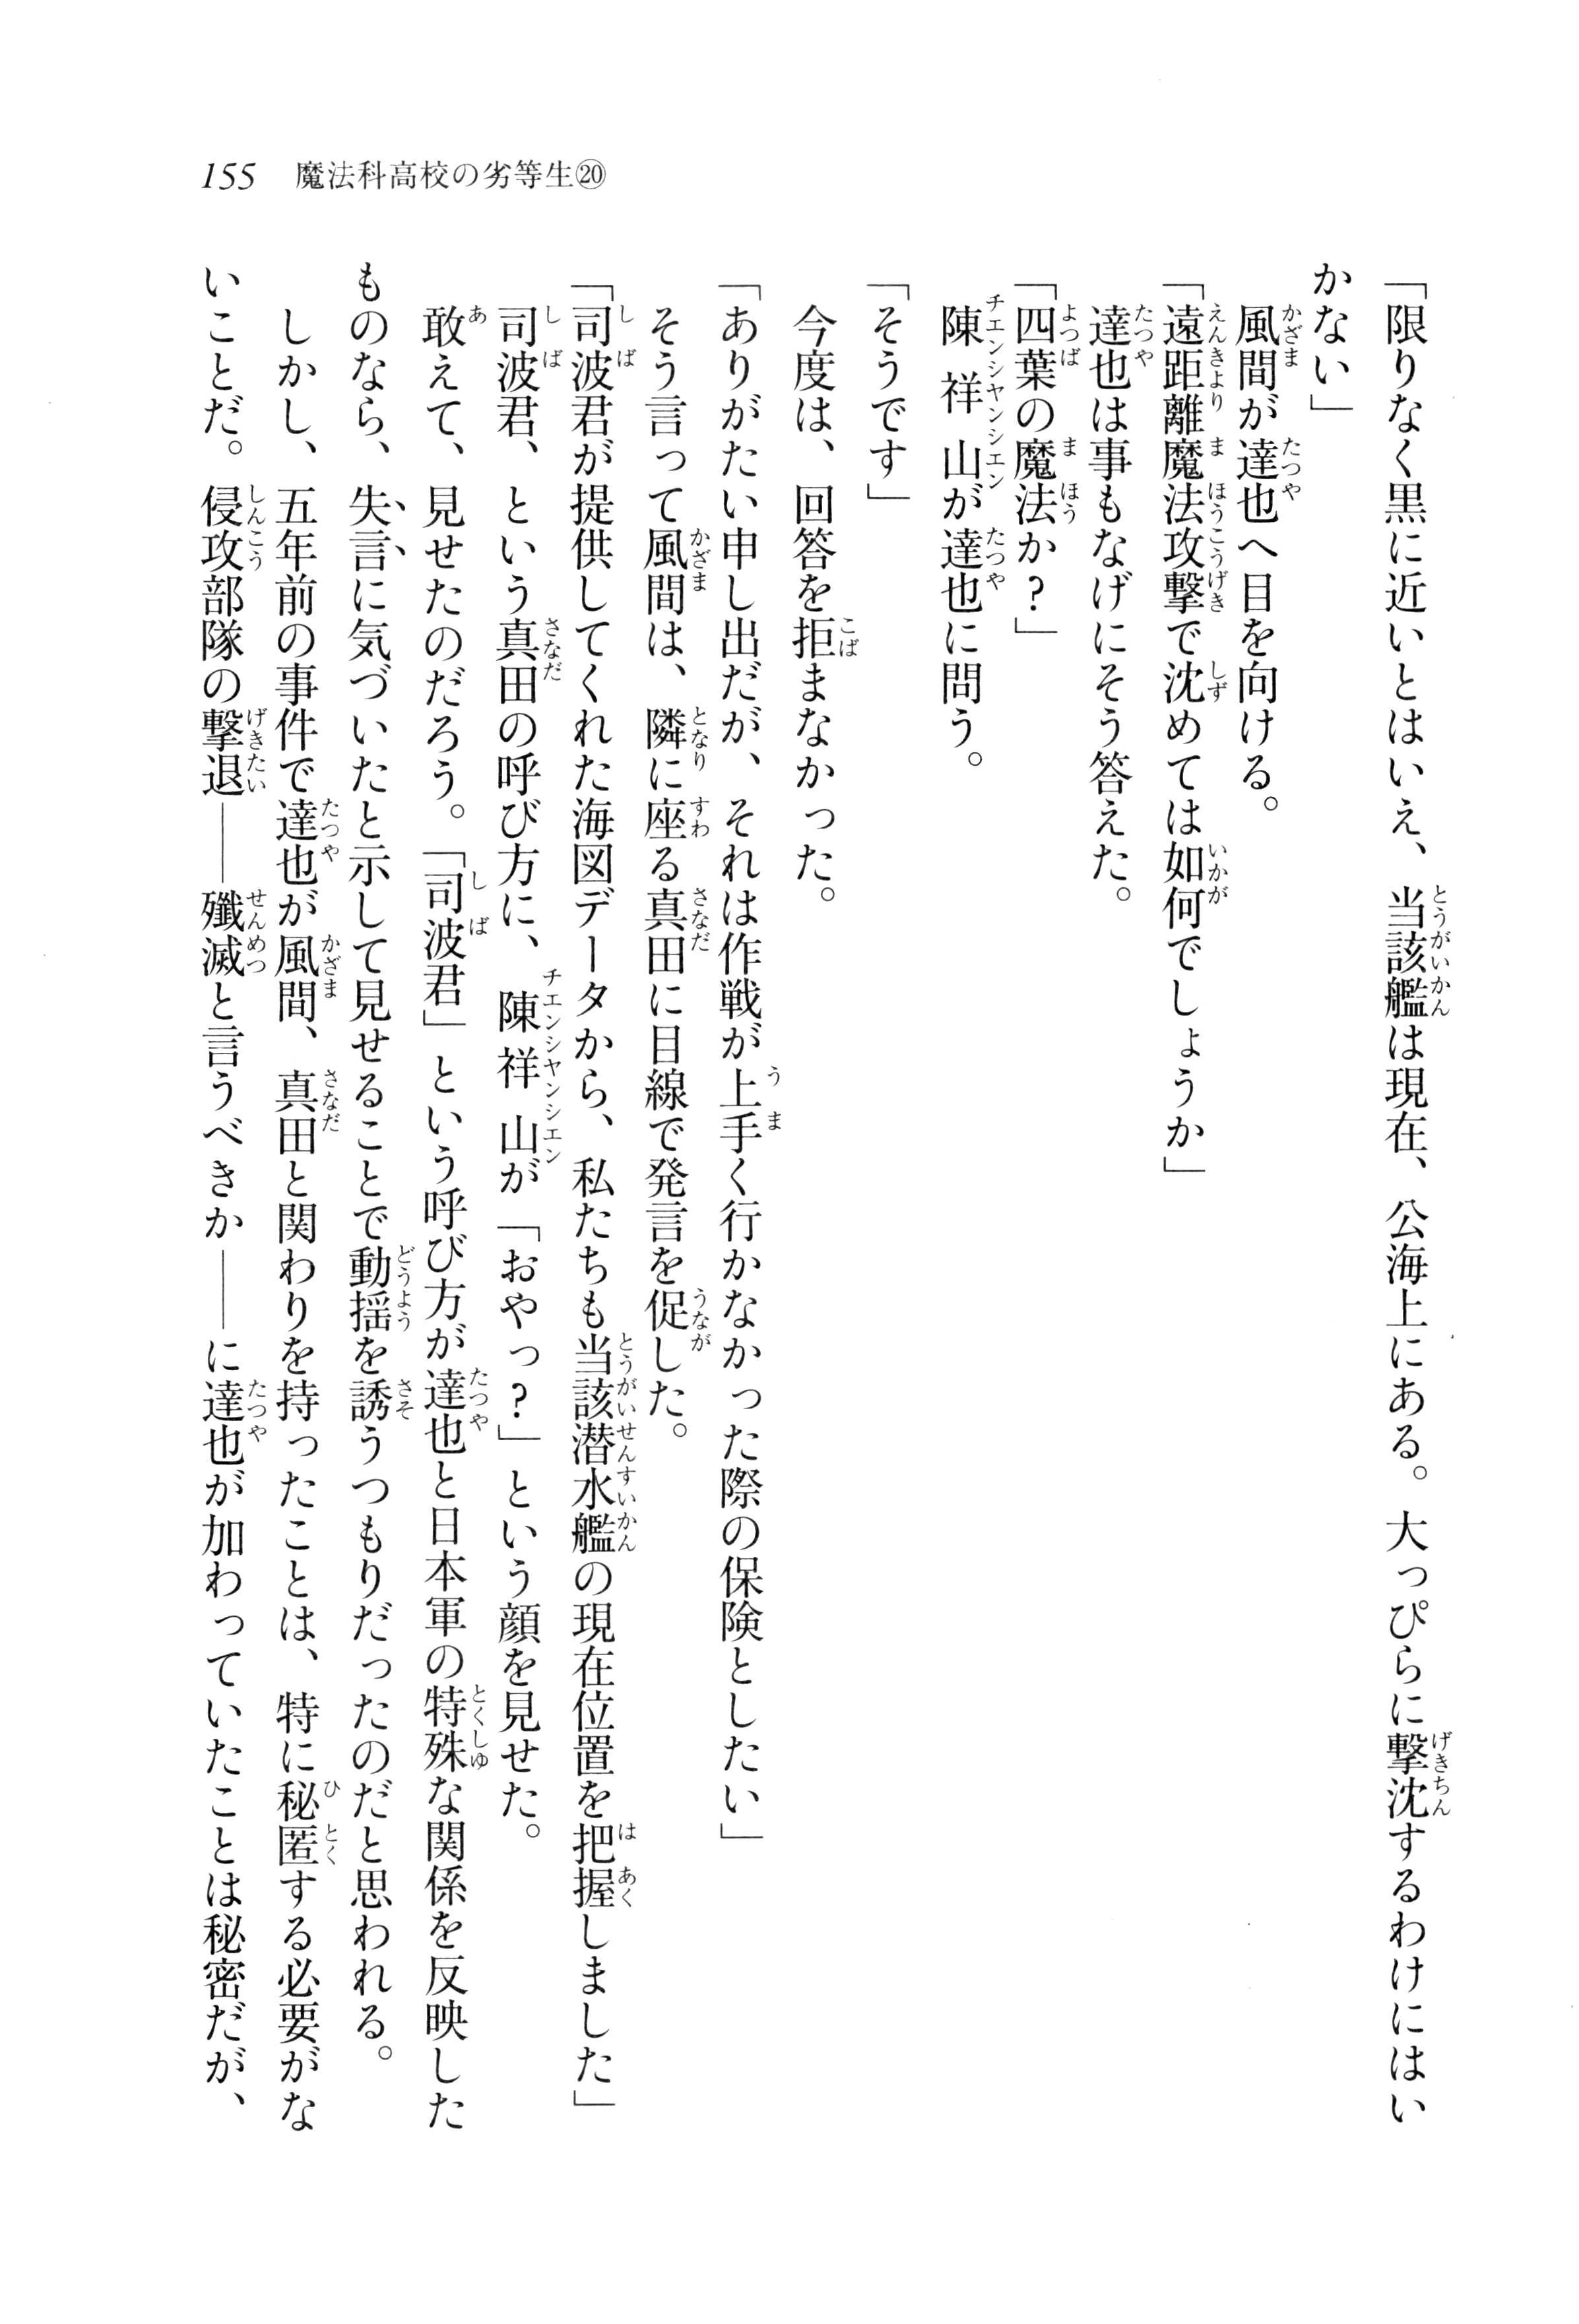 155 魔法科高校の劣等生⑳
「限りなく黒に近いとはいえ、当該艦は現在、公海上にある。大っぴらに撃沈するわけにはい
かない」
　風間が達也へ目を向ける。
「遠距離魔法攻撃で沈めては如何でしょうか」
　達也は事もなげにそう答えた。
「四葉の魔法か？」
　陳祥山が達也に問う。
「そうです」
　今度は、回答を拒まなかった。
「ありがたい申し出だが、それは作戦が上手く行かなかった際の保険としたい」
　そう言って風間は、隣に座る真田に目線で発言を促した。
「司波君が提供してくれた海図データから、私たちも当該潜水艦の現在位置を把握しました」
　司波君、という真田の呼び方に、陳祥山が「おやっ？」という顔を見せた。
　敢えて、見せたのだろう。「司波君」という呼び方が達也と日本軍の特殊な関係を反映した
ものなら、失言に気づいたと示して見せることで動揺を誘うつもりだったのだと思われる。
　しかし、五年前の事件で達也が風間、真田と関わりを持ったことは、特に秘匿する必要がな
いことだ。侵攻部隊の撃退――殲滅と言うべきか――に達也が加わっていたことは秘密だが、